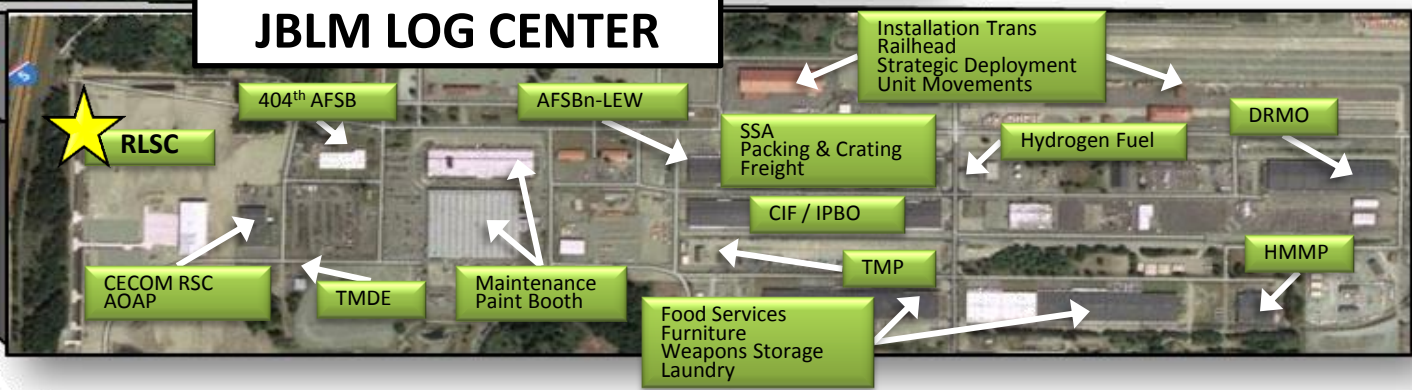 JBLM LOG CENTER
5
RLSC
404th AFSB
AFSBn-LEW
Installation Trans
Railhead
Strategic Deployment
Unit Movements
SSA
Packing & Crating
Freight
Hydrogen Fuel
DRMO
CIF / IPBO
CECOM RSC
AOAP
TMDE
Maintenance
Paint Booth
TMP
HMMP
Food Services
Furniture
Weapons Storage
Laundry